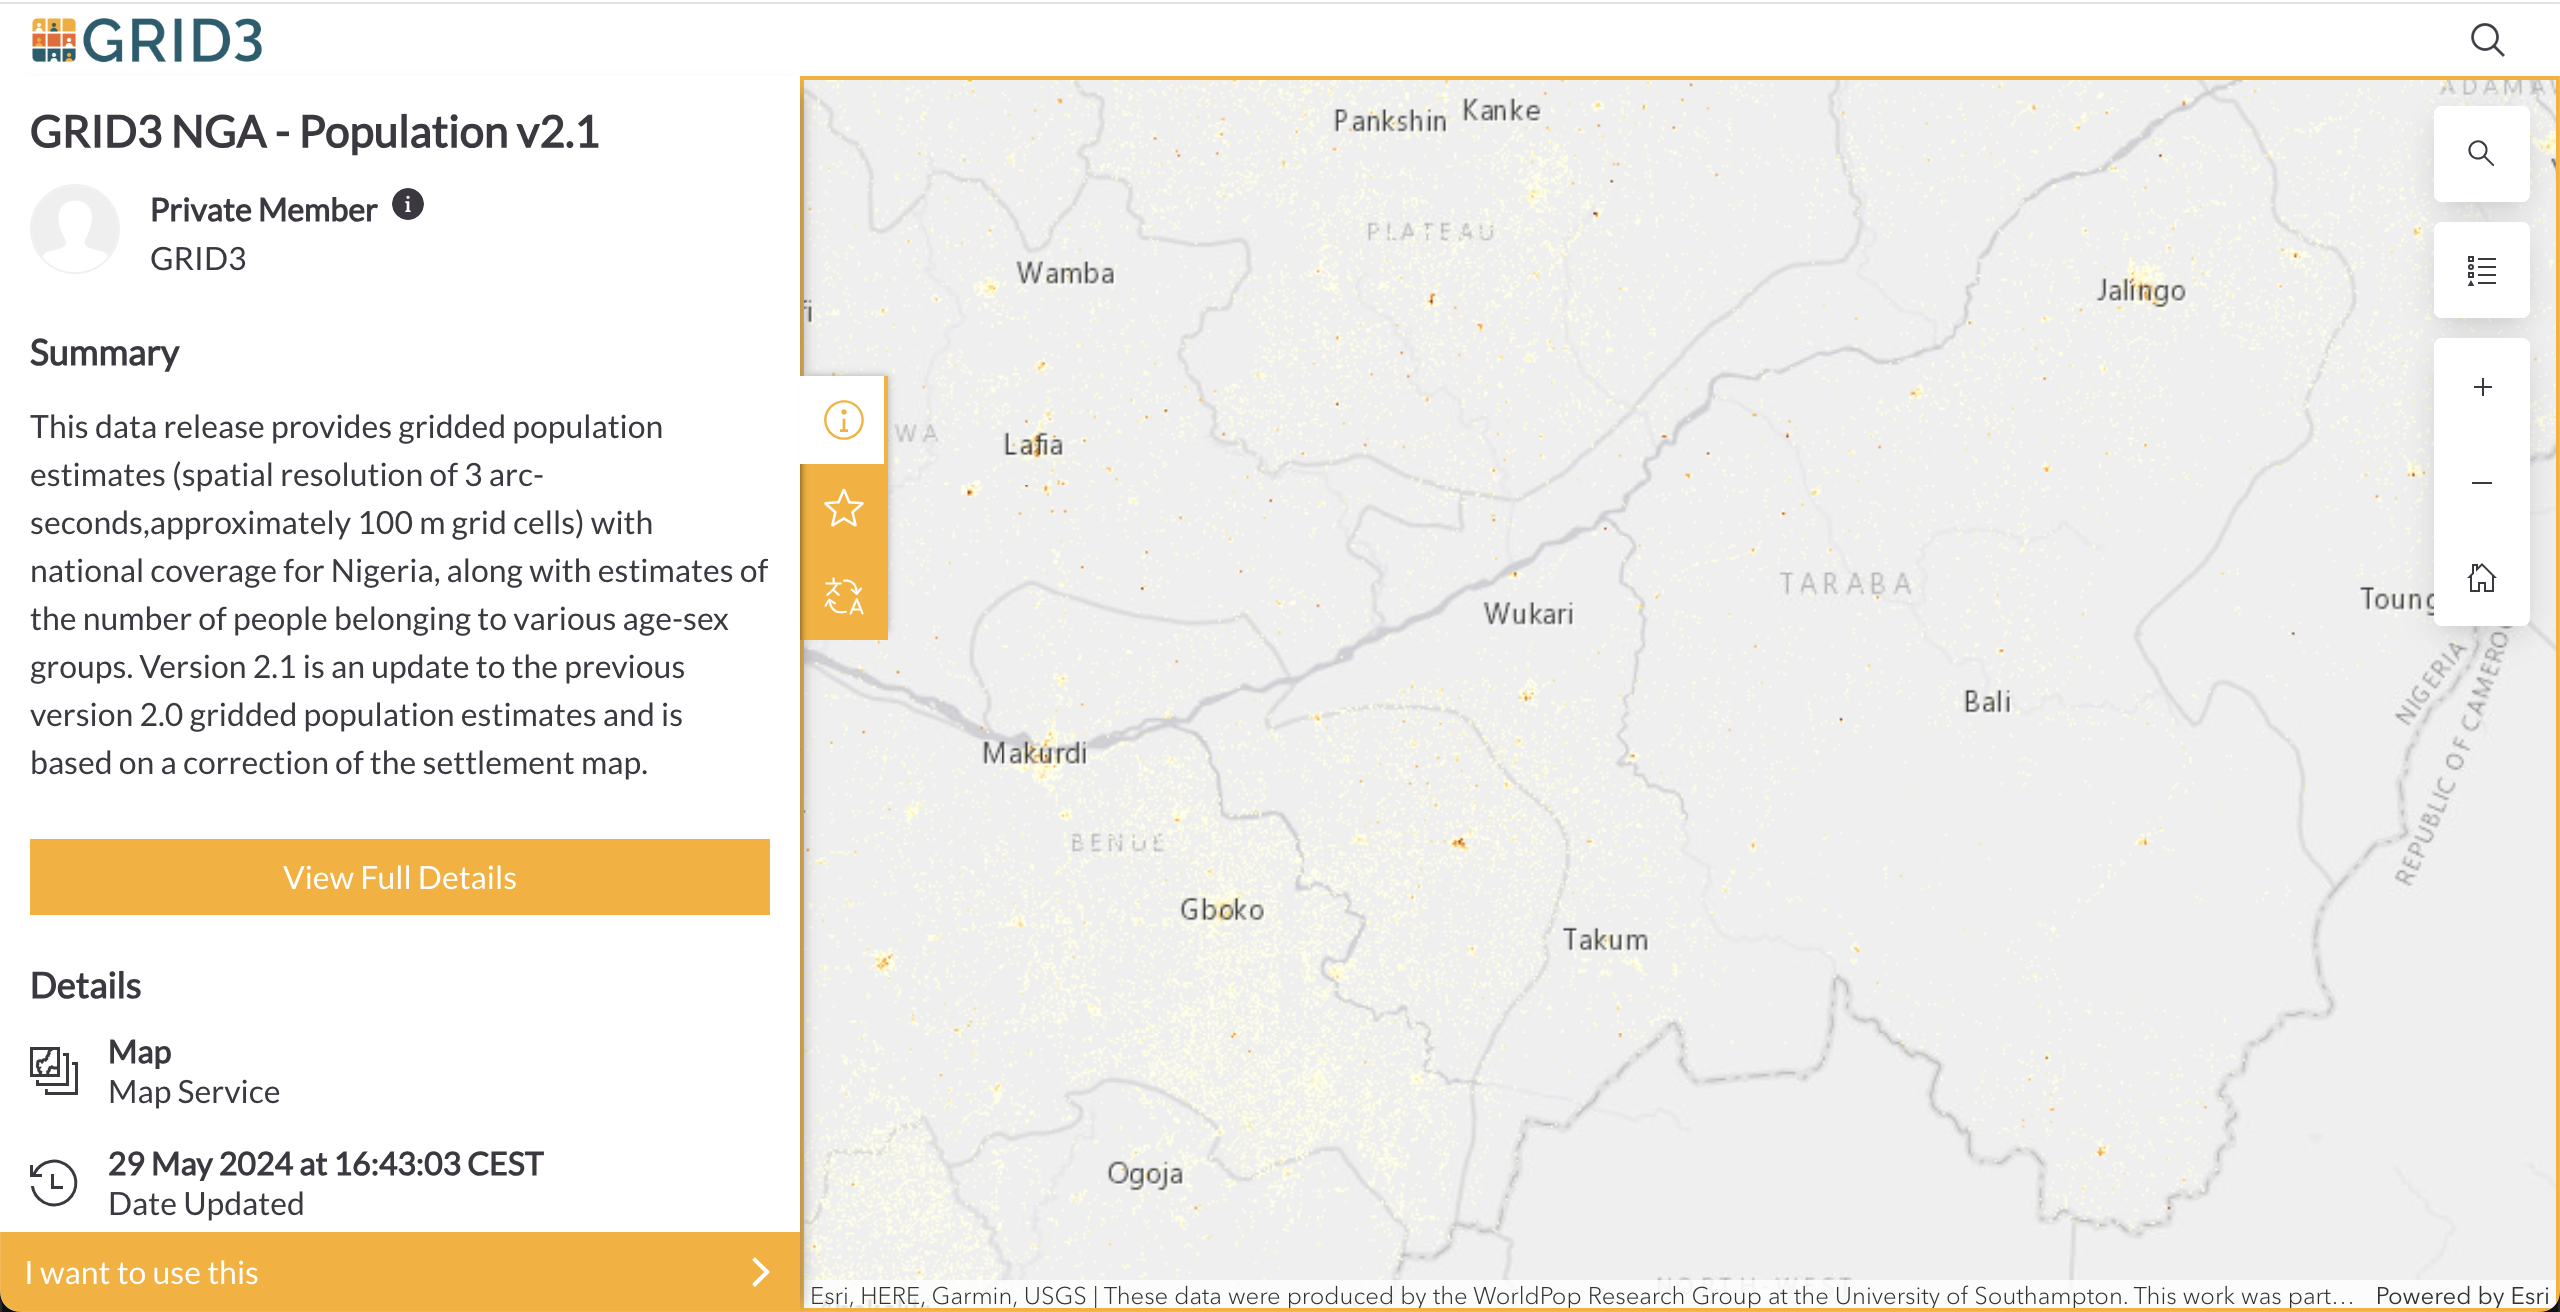 GRID3
GRID3 NGA - Population v2.1
Private Member
GRID3
Summary
This data release provides gridded population
estimates (spatial resolution of 3 arc-
seconds,approximately 100 m grid cells) with
national coverage for Nigeria, along with estimates of
the number of people belonging to various age-sex
groups. Version 2.1 is an update to the previous
version 2.0 gridded population estimates and is
based on a correction of the settlement map.
View Full Details
Details
Map
Map Service
29 May 2024 at 16:43:03 CEST
Date Updated
I want to use this
Pankshin
Kanke
PLATEAU
Wamba
Jalingo
Lafia
TARABA
Wukari
Toung
NIGERIA
REPUBLIC OF CAMEROO
Bali
Makurdi
BENUE
Gboko
Takum
Ogoja
NORTH-WEST
Esri, HERE, Garmin, USGS | These data were produced by the WorldPop Research Group at the University of Southampton. This work was part…
Powered by Esri